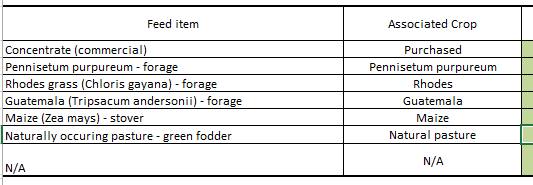 Feed item Associated Crop
Concentrate (commercial) Purchased
Pennisetum purpureum - forage Pennisetum purpureum
Rhodes grass (Chloris gayana) - forage Rhodes
Guatemala (Tripsacum andersonii) - forage Guatemala
Maize (Zea mays) - stover Maize
Naturally occuring pasture - green fodder Natural pasture
N/A N/A